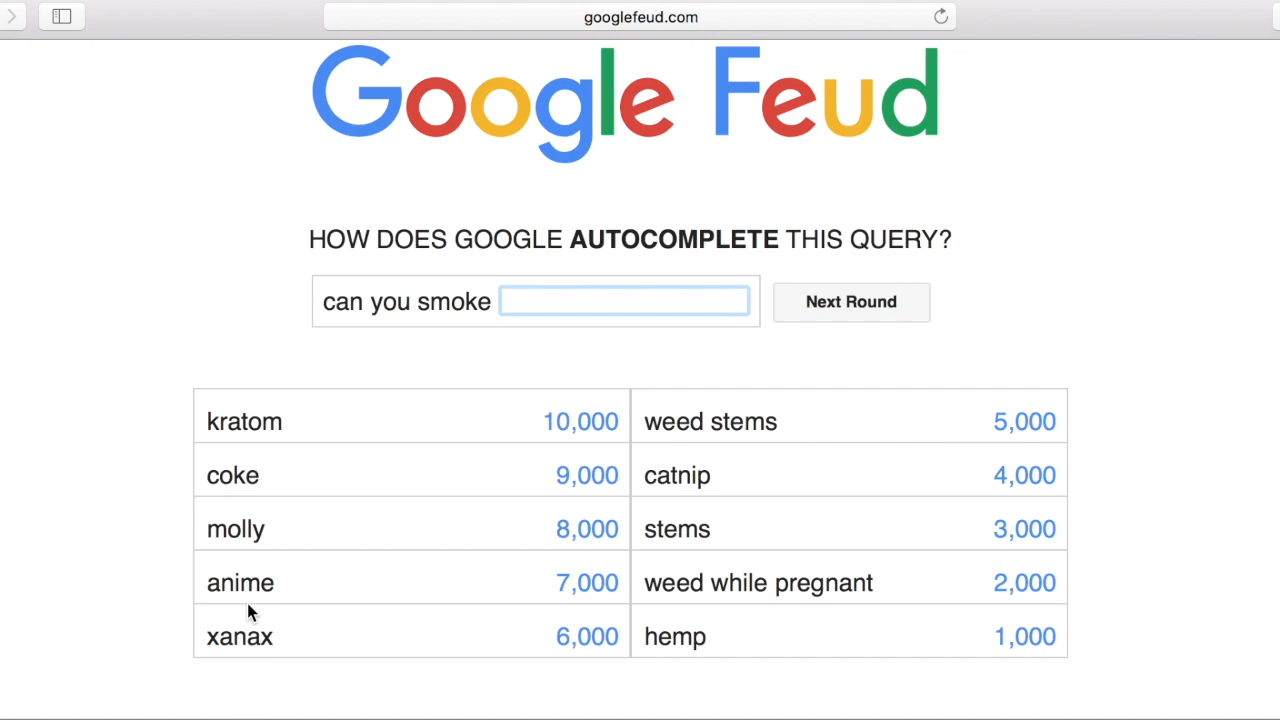 googlefeud.com
Google Feud
HOW DOES GOOGLE AUTOCOMPLETE THIS QUERY?
can you smoke
Next Round
kratom 10,000 weed stems 5,000
coke 9,000 catnip 4,000
molly 8,000 stems 3,000
anime 7,000 weed while pregnant 2,000
xanax 6,000 hemp 1,000